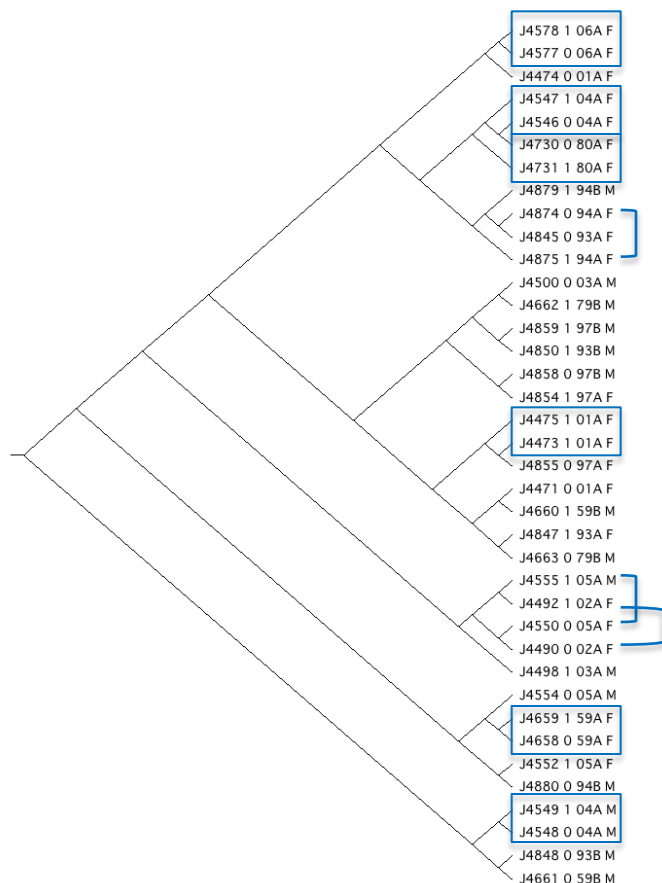 J4578 1 06A F
J4577 0 06A F
J4474 0 01A F
J4547 1 04A F
J4546 0 04A F
J4730 0 80A F
J4731 1 80A F
J4879 1 94B M
J4874 0 94A F
J4845 0 93A F
J4875 1 94A F
J4500 0 03A M
J4662 1 79B M
J4859 1 97B M
J4850 1 93B M
J4858 0 97B M
J4854 1 97A F
J4475 1 01A F
J4473 1 01A F
J4855 0 97A F
J4471 0 01A F
J4660 1 59B M
J4847 1 93A F
J4663 0 79B M
J4555 1 05A M
J4492 1 02A F
J4550 0 05A F
J4490 0 02A F
J4498 1 03A M
J4554 0 05A M
J4659 1 59A F
J4658 0 59A F
J4552 1 05A F
J4880 0 94B M
J4549 1 04A M
J4548 0 04A M
J4848 0 93B M
J4661 0 59B M